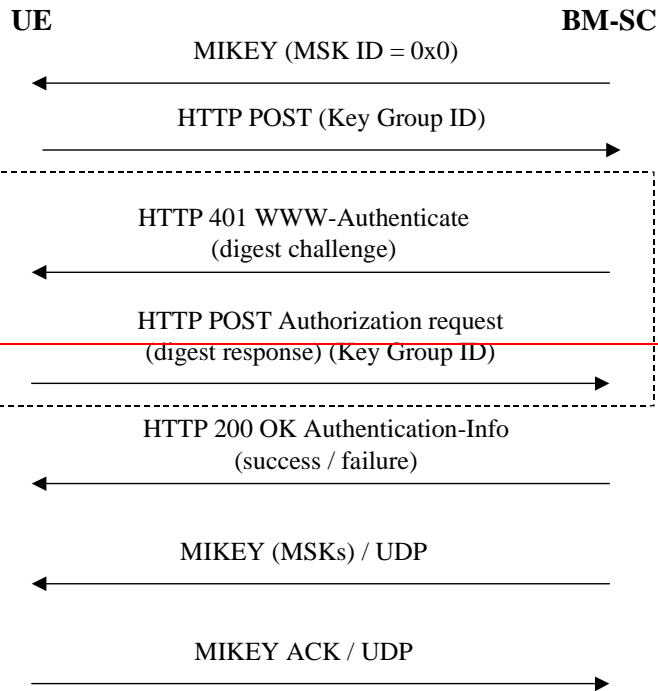 UE BM-SC
MIKEY (MSK ID = 0x0)
HTTP POST (Key Group ID)
HTTP 401 WWW-Authenticate
(digest challenge)
HTTP POST Authorization request
(digest response) (Key Group ID)
HTTP 200 OK Authentication-Info
(success / failure)
MIKEY (MSKs) / UDP
MIKEY ACK / UDP